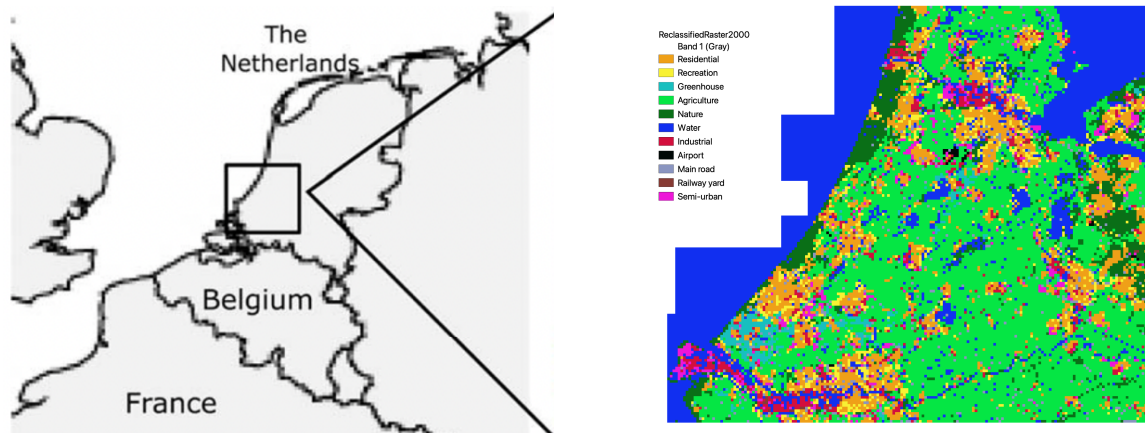 The
Netherlands
Belgium
France
ReclassifiedRaster2000
Band 1 (Gray)
Residential
Recreation
Greenhouse
Agriculture
Nature
Water
Industrial
Airport
Main road
Railway yard
Semi-urban